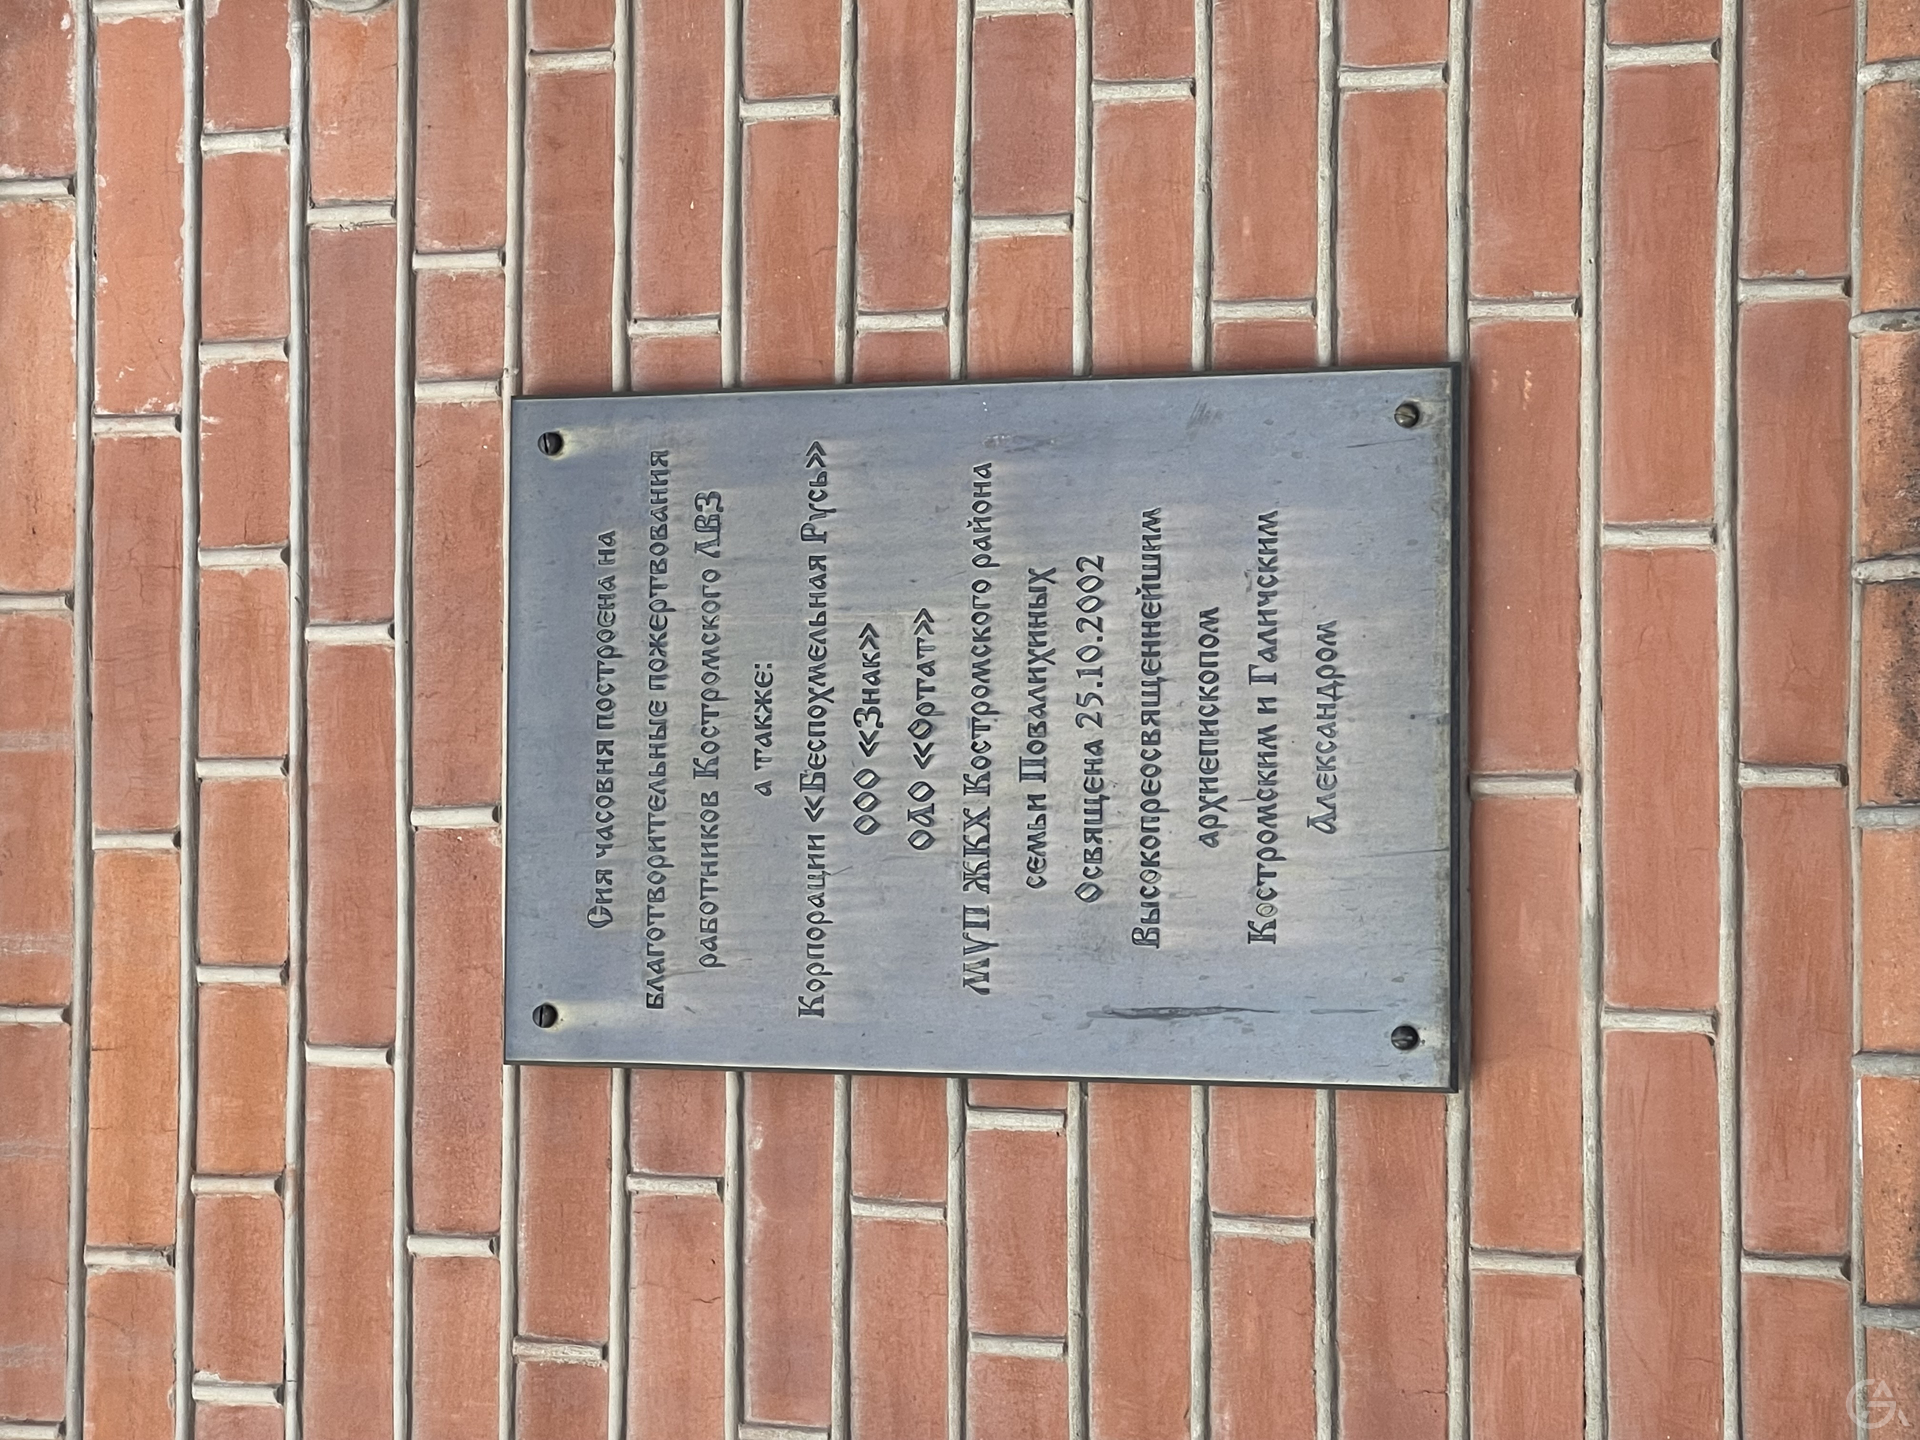 Сия часовня построена на
благотворительные пожертвования
работников Костромского ЛВЗ
а также:
Корпорации «Беспохмельная Русь»
ООО «Знак»
ОАО «Ортат»
МУП ЖКХ Костромского района
семьи Повалихиных
Освящена 25.10.2002
Высокопреосвященнейшим
архиепископом
Костромским и Галичским
Александром